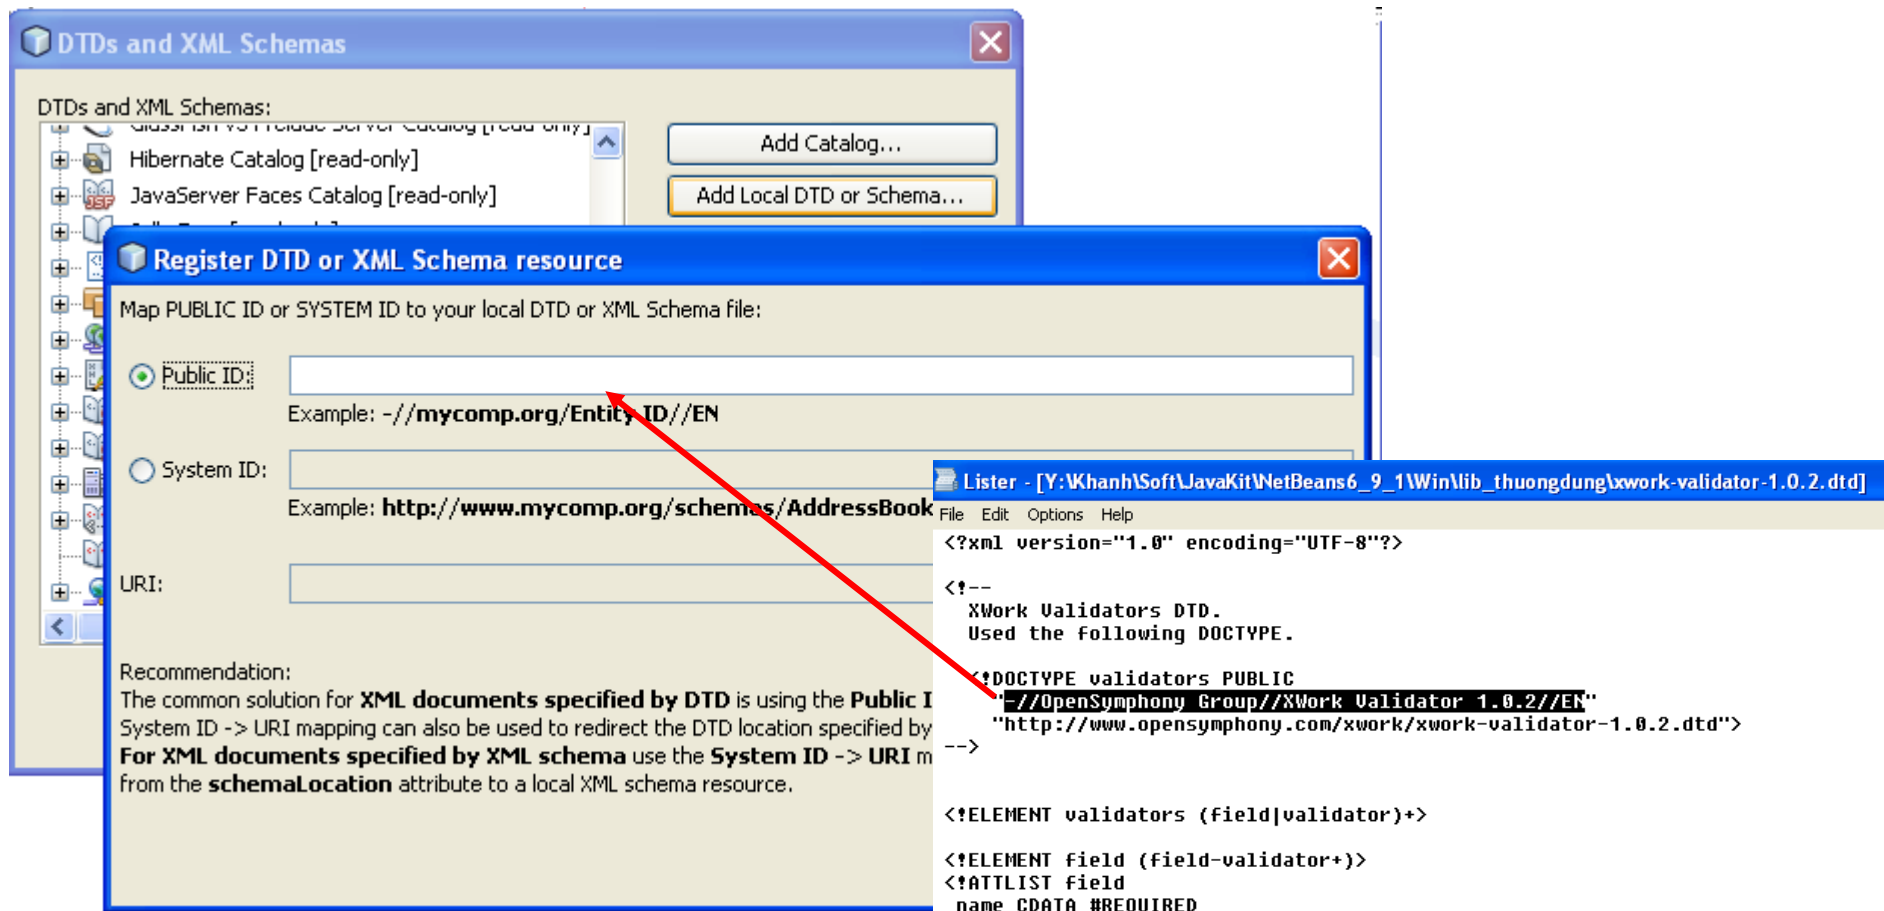 DTDs and XML Schemas
DTDs and XML Schemas:
Hibernate Catalog [read-only]
JavaServer Faces Catalog [read-only]
Add Catalog...
Add Local DTD or Schema...
Register DTD or XML Schema resource
Map PUBLIC ID or SYSTEM ID to your local DTD or XML Schema file:
Public ID:
Example: -//mycomp.org/Entity ID//EN
System ID:
Example: http://www.mycomp.org/schemas/AddressBook
URI:
Recommendation:
The common solution for XML documents specified by DTD is using the Public I
System ID -> URI mapping can also be used to redirect the DTD location specified by
For XML documents specified by XML schema use the System ID -> URI m
from the schemaLocation attribute to a local XML schema resource.
Lister - [Y:\Khanh\Soft\JavaKit\NetBeans6_9_1\Win\lib_thuongdung\xwork-validator-1.0.2.dtd]
File Edit Options Help
<?xml version="1.0" encoding="UTF-8"?>
<!--
XWork Validators DTD.
Used the following DOCTYPE.
<!DOCTYPE validators PUBLIC
"-//OpenSymphony Group//XWork Validator 1.0.2//EN"
"http://www.opensymphony.com/xwork/xwork-validator-1.0.2.dtd">
-->
<!ELEMENT validators (field|validator)+>
<!ELEMENT field (field-validator+)>
<!ATTLIST field
name CDATA #REQUIRED